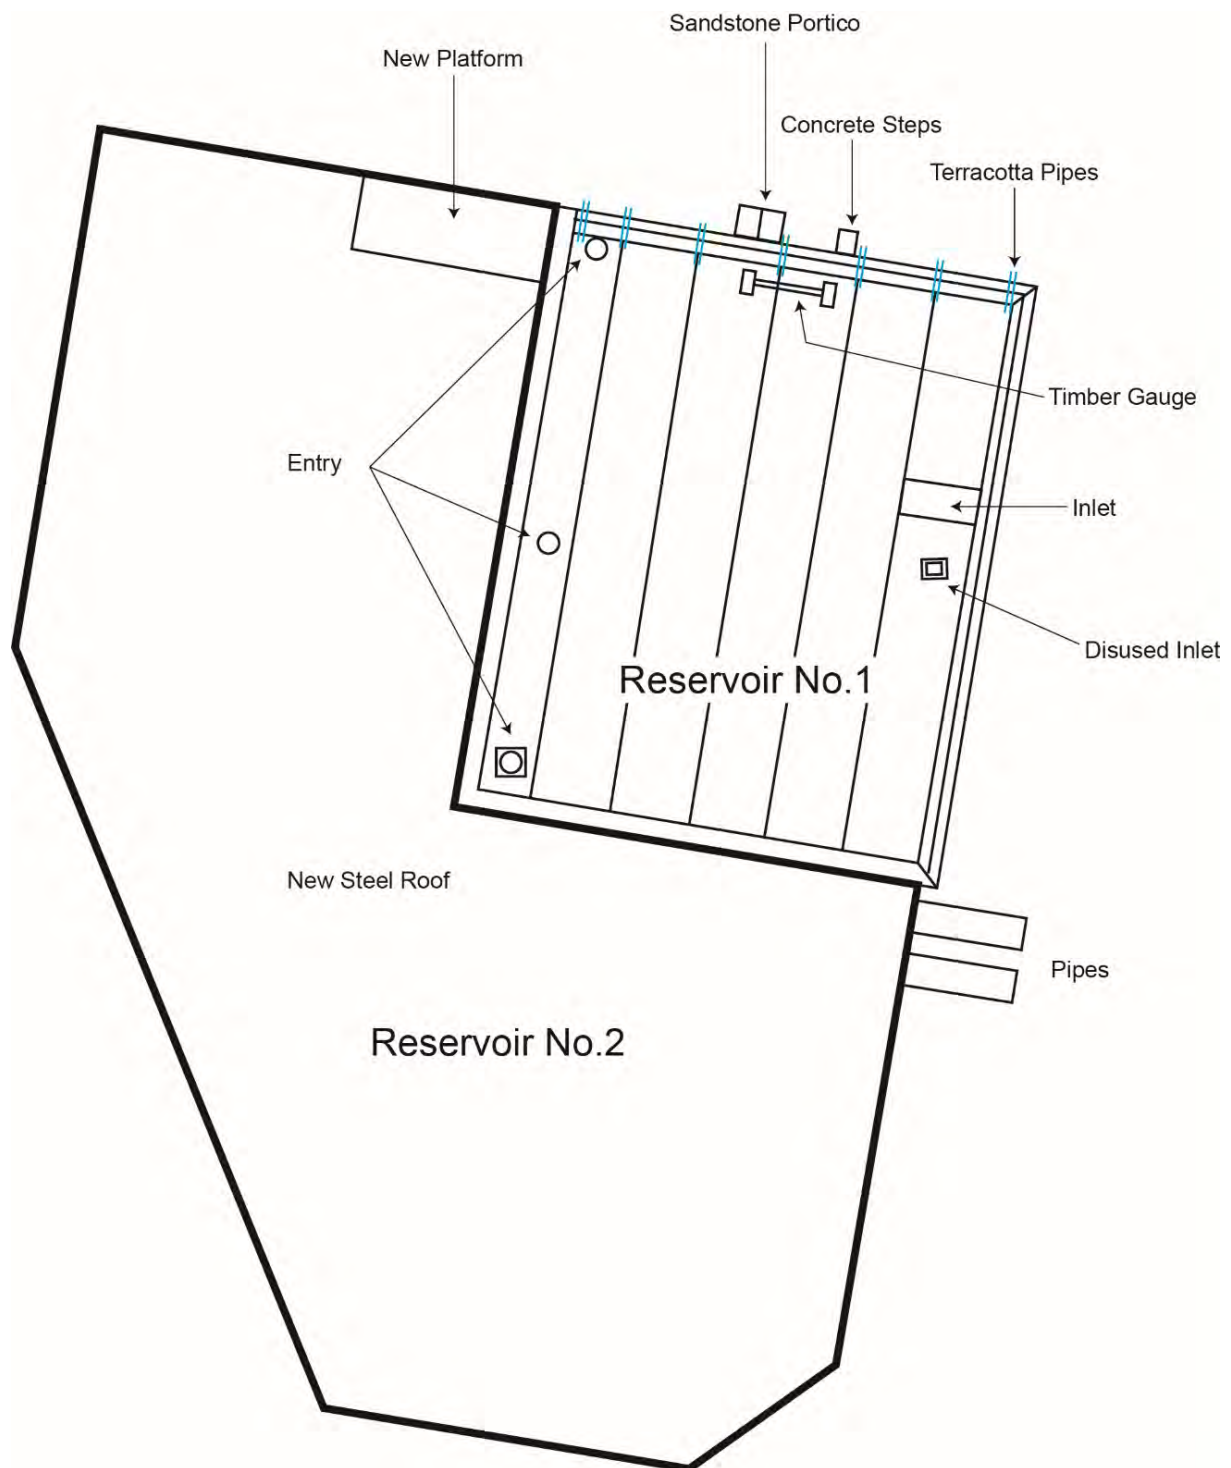 Sandstone Portico
New Platform
Concrete Steps
Terracotta Pipes
Timber Gauge
Entry
Inlet
Disused Inlet
Reservoir No.1
New Steel Roof
Pipes
Reservoir No.2